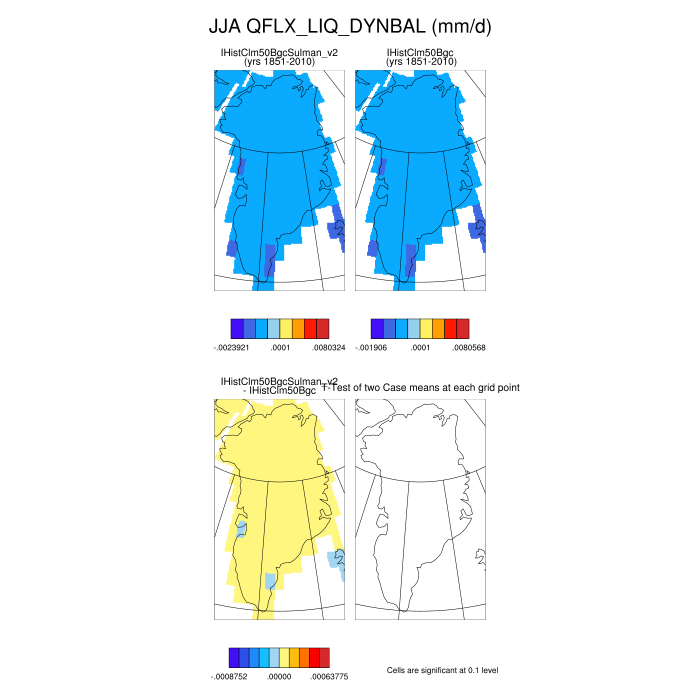 JJA QFLX_LIQ_DYNBAL (mm/d)
IHistClm50BgcSulman_v2
(yrs 1851-2010)
IHistClm50Bgc
(yrs 1851-2010)
-.0023921 .0001 .0080324
-.001906 .0001 .0080568
IHistClm50BgcSulman_v2
- IHistClm50Bgc
T-Test of two Case means at each grid point
-.0008752 .00000 .00063775
Cells are significant at 0.1 level